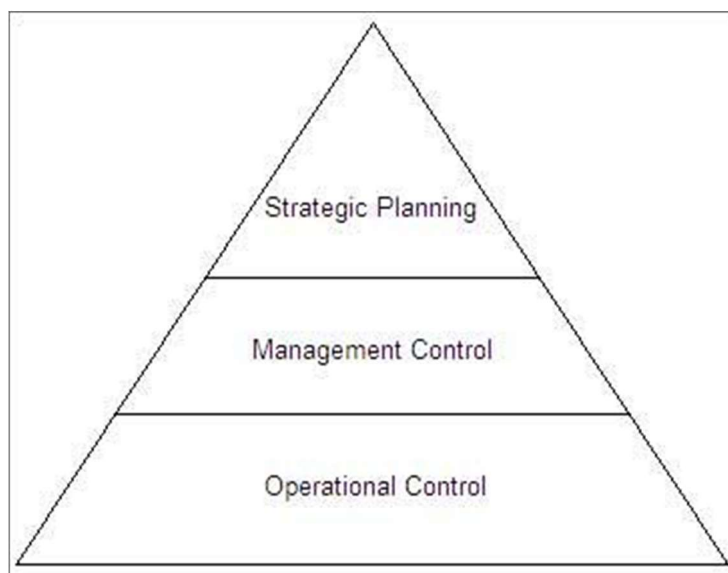 Strategic Planning
Management Control
Operational Control